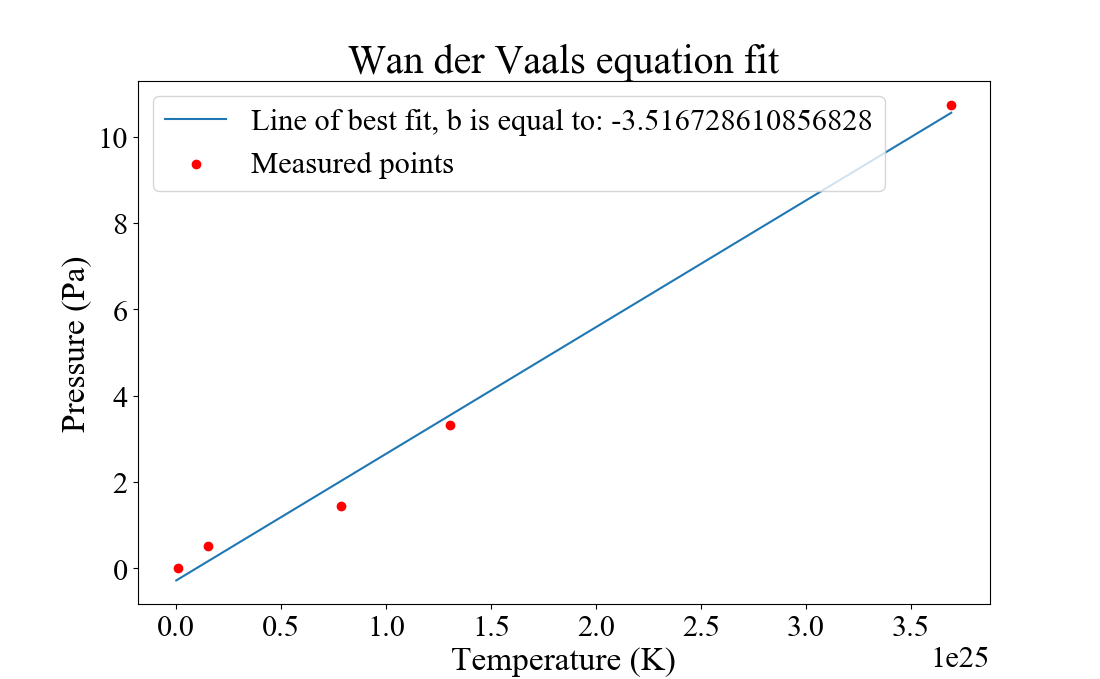 Wan der Vaals equation fit
Line of best fit, b is equal to: -3.516728610856828
Measured points
Pressure (Pa)
10
8
6
4
2
0
0.0 0.5 1.0 1.5 2.0 2.5 3.0 3.5
1e25
Temperature (K)